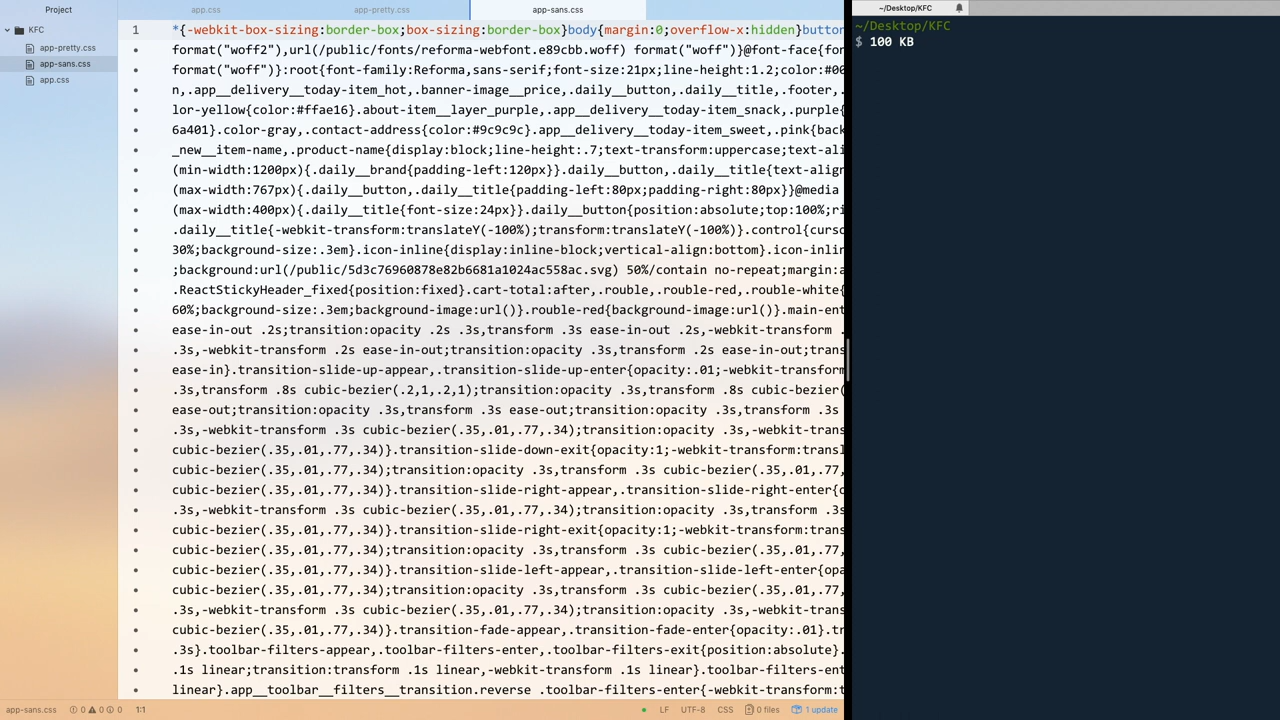 Project
KFC
app-pretty.css
app-sans.css
app.css
app.css
app-pretty.css
app-sans.css
1 *{-webkit-box-sizing:border-box;box-sizing:border-box}body{margin:0;overflow-x:hidden}button
format("woff2"),url(/public/fonts/reforma-webfont.e89cbb.woff) format("woff")}@font-face{for
format("woff")}:root{font-family:Reforma,sans-serif;font-size:21px;line-height:1.2;color:#00
n,.app__delivery__today-item_hot,.banner-image__price,.daily__button,.daily__title,.footer,.
lor-yellow{color:#ffae16}.about-item__layer_purple,.app__delivery__today-item_snack,.purple{
6a401}.color-gray,.contact-address{color:#9c9c9c}.app__delivery__today-item_sweet,.pink{back
_new__item-name,.product-name{display:block;line-height:.7;text-transform:uppercase;text-ali
(min-width:1200px){.daily__brand{padding-left:120px}}.daily__button,.daily__title{text-align
(max-width:767px){.daily__button,.daily__title{padding-left:80px;padding-right:80px}}@media
(max-width:400px){.daily__title{font-size:24px}}.daily__button{position:absolute;top:100%;ri
.daily__title{-webkit-transform:translateY(-100%);transform:translateY(-100%)}.control{curso
30%;background-size:.3em}.icon-inline{display:inline-block;vertical-align:bottom}.icon-inlin
;background:url(/public/5d3c76960878e82b6681a1024ac558ac.svg) 50%/contain no-repeat;margin:a
.ReactStickyHeader_fixed{position:fixed}.cart-total:after,.rouble,.rouble-red,.rouble-white{
60%;background-size:.3em;background-image:url()}.rouble-red{background-image:url()}.main-ent
ease-in-out .2s;transition:opacity .2s .3s,transform .3s ease-in-out .2s,-webkit-transform .
.3s,-webkit-transform .2s ease-in-out;transition:opacity .3s,transform .2s ease-in-out;trans
ease-in}.transition-slide-up-appear,.transition-slide-up-enter{opacity:.01;-webkit-transform
.3s,transform .8s cubic-bezier(.2,1,.2,1);transition:opacity .3s,transform .8s cubic-bezier(
ease-out;transition:opacity .3s,transform .3s ease-out;transition:opacity .3s,transform .3s
.3s,-webkit-transform .3s cubic-bezier(.35,.01,.77,.34);transition:opacity .3s,-webkit-trans
cubic-bezier(.35,.01,.77,.34)}.transition-slide-down-exit{opacity:1;-webkit-transform:transl
cubic-bezier(.35,.01,.77,.34);transition:opacity .3s,transform .3s cubic-bezier(.35,.01,.77,
cubic-bezier(.35,.01,.77,.34)}.transition-slide-right-appear,.transition-slide-right-enter{o
.3s,-webkit-transform .3s cubic-bezier(.35,.01,.77,.34);transition:opacity .3s,transform .3s
cubic-bezier(.35,.01,.77,.34)}.transition-slide-right-exit{opacity:1;-webkit-transform:trans
cubic-bezier(.35,.01,.77,.34);transition:opacity .3s,transform .3s cubic-bezier(.35,.01,.77,
cubic-bezier(.35,.01,.77,.34)}.transition-slide-left-appear,.transition-slide-left-enter{opa
cubic-bezier(.35,.01,.77,.34);transition:opacity .3s,transform .3s cubic-bezier(.35,.01,.77,
.3s,-webkit-transform .3s cubic-bezier(.35,.01,.77,.34);transition:opacity .3s,-webkit-trans
cubic-bezier(.35,.01,.77,.34)}.transition-fade-appear,.transition-fade-enter{opacity:.01}.tr
.3s}.toolbar-filters-appear,.toolbar-filters-enter,.toolbar-filters-exit{position:absolute}.
.1s linear;transition:transform .1s linear,-webkit-transform .1s linear}.toolbar-filters-ent
linear}.app__toolbar__filters__transition.reverse .toolbar-filters-enter{-webkit-transform:t
app-sans.css 0 0 0 1:1 LF UTF-8 CSS 0 files 1 update
~/Desktop/KFC
~/Desktop/KFC
$ 100 KB